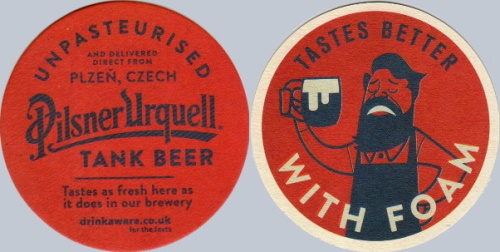 UNPASTEURISED
AND DELIVERED
DIRECT FROM
PLZEŇ, CZECH
Pilsner Urquell.
TANK BEER
Tastes as fresh here as
it does in our brewery
drinkaware.co.uk
for the facts
TASTES BETTER
WITH FOAM